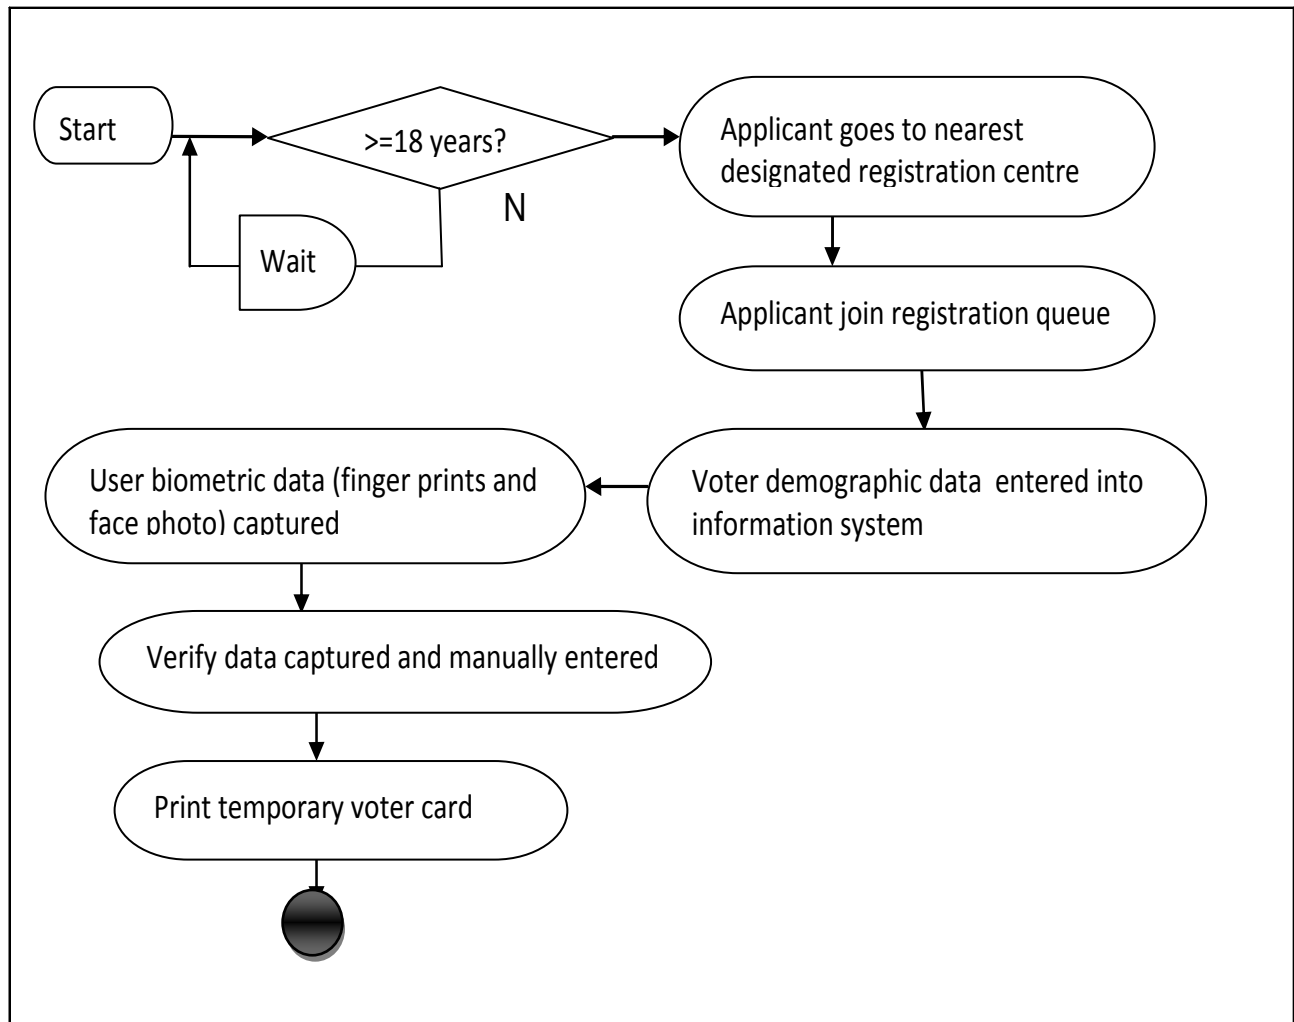 Start
>=18 years?
N
Wait
Applicant goes to nearest
designated registration centre
Applicant join registration queue
Voter demographic data entered into
information system
User biometric data (finger prints and
face photo) captured
Verify data captured and manually entered
Print temporary voter card